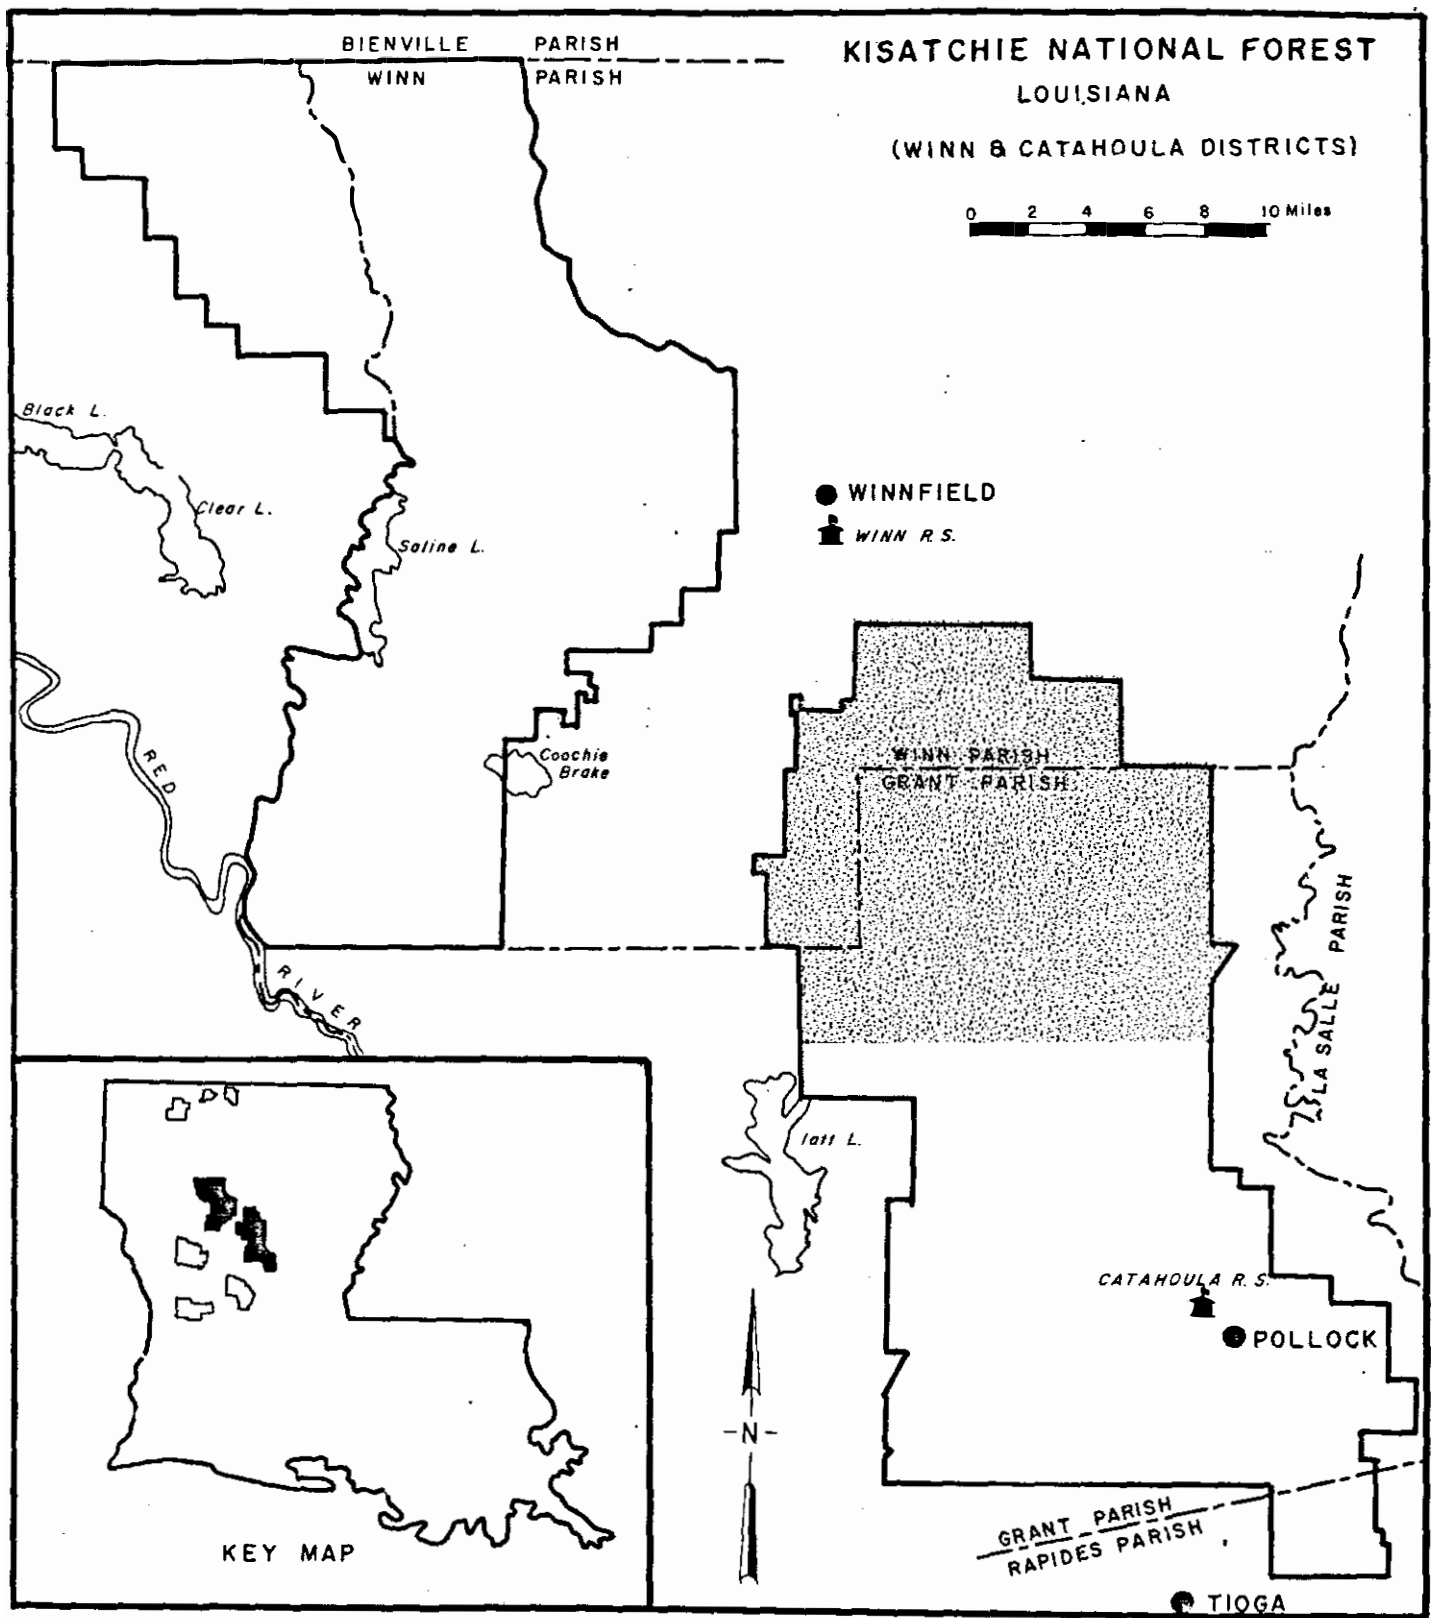 KISATCHIE NATIONAL FOREST
LOUISIANA
(WINN & CATAHOULA DISTRICTS)
0 2 4 6 8 10 Miles
BIENVILLE PARISH
WINN PARISH
Black L.
Clear L.
Saline L.
WINNFIELD
WINN R.S.
RED
RIVER
Coochie
Brake
WINN PARISH
GRANT PARISH
LA SALLE PARISH
Iatt L.
CATAHOULA R.S.
POLLOCK
-N-
GRANT PARISH
RAPIDES PARISH
TIOGA
KEY MAP